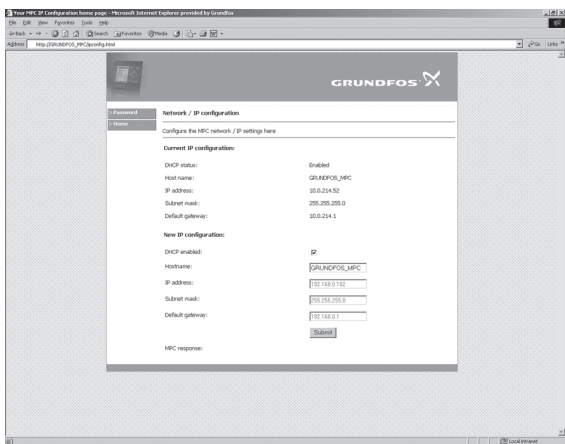 Your MPC IP Configuration home page - Microsoft Internet Explorer provided by Grundfos
File Edit View Favorites Tools Help
Back Search Favorites Media
Address http://GRUNDFOS_MPC/ipconfig.html Go Links »
GRUNDFOS
> Password
> Home
Network / IP configuration
Configure the MPC network / IP settings here
Current IP configuration:
DHCP status: Enabled
Host name: GRUNDFOS_MPC
IP address: 10.0.214.52
Subnet mask: 255.255.255.0
Default gateway: 10.0.214.1
New IP configuration:
DHCP enabled:
Hostname: GRUNDFOS_MPC
IP address: 192.168.0.102
Subnet mask: 255.255.255.0
Default gateway: 192.168.0.1
Submit
MPC response:
Local intranet